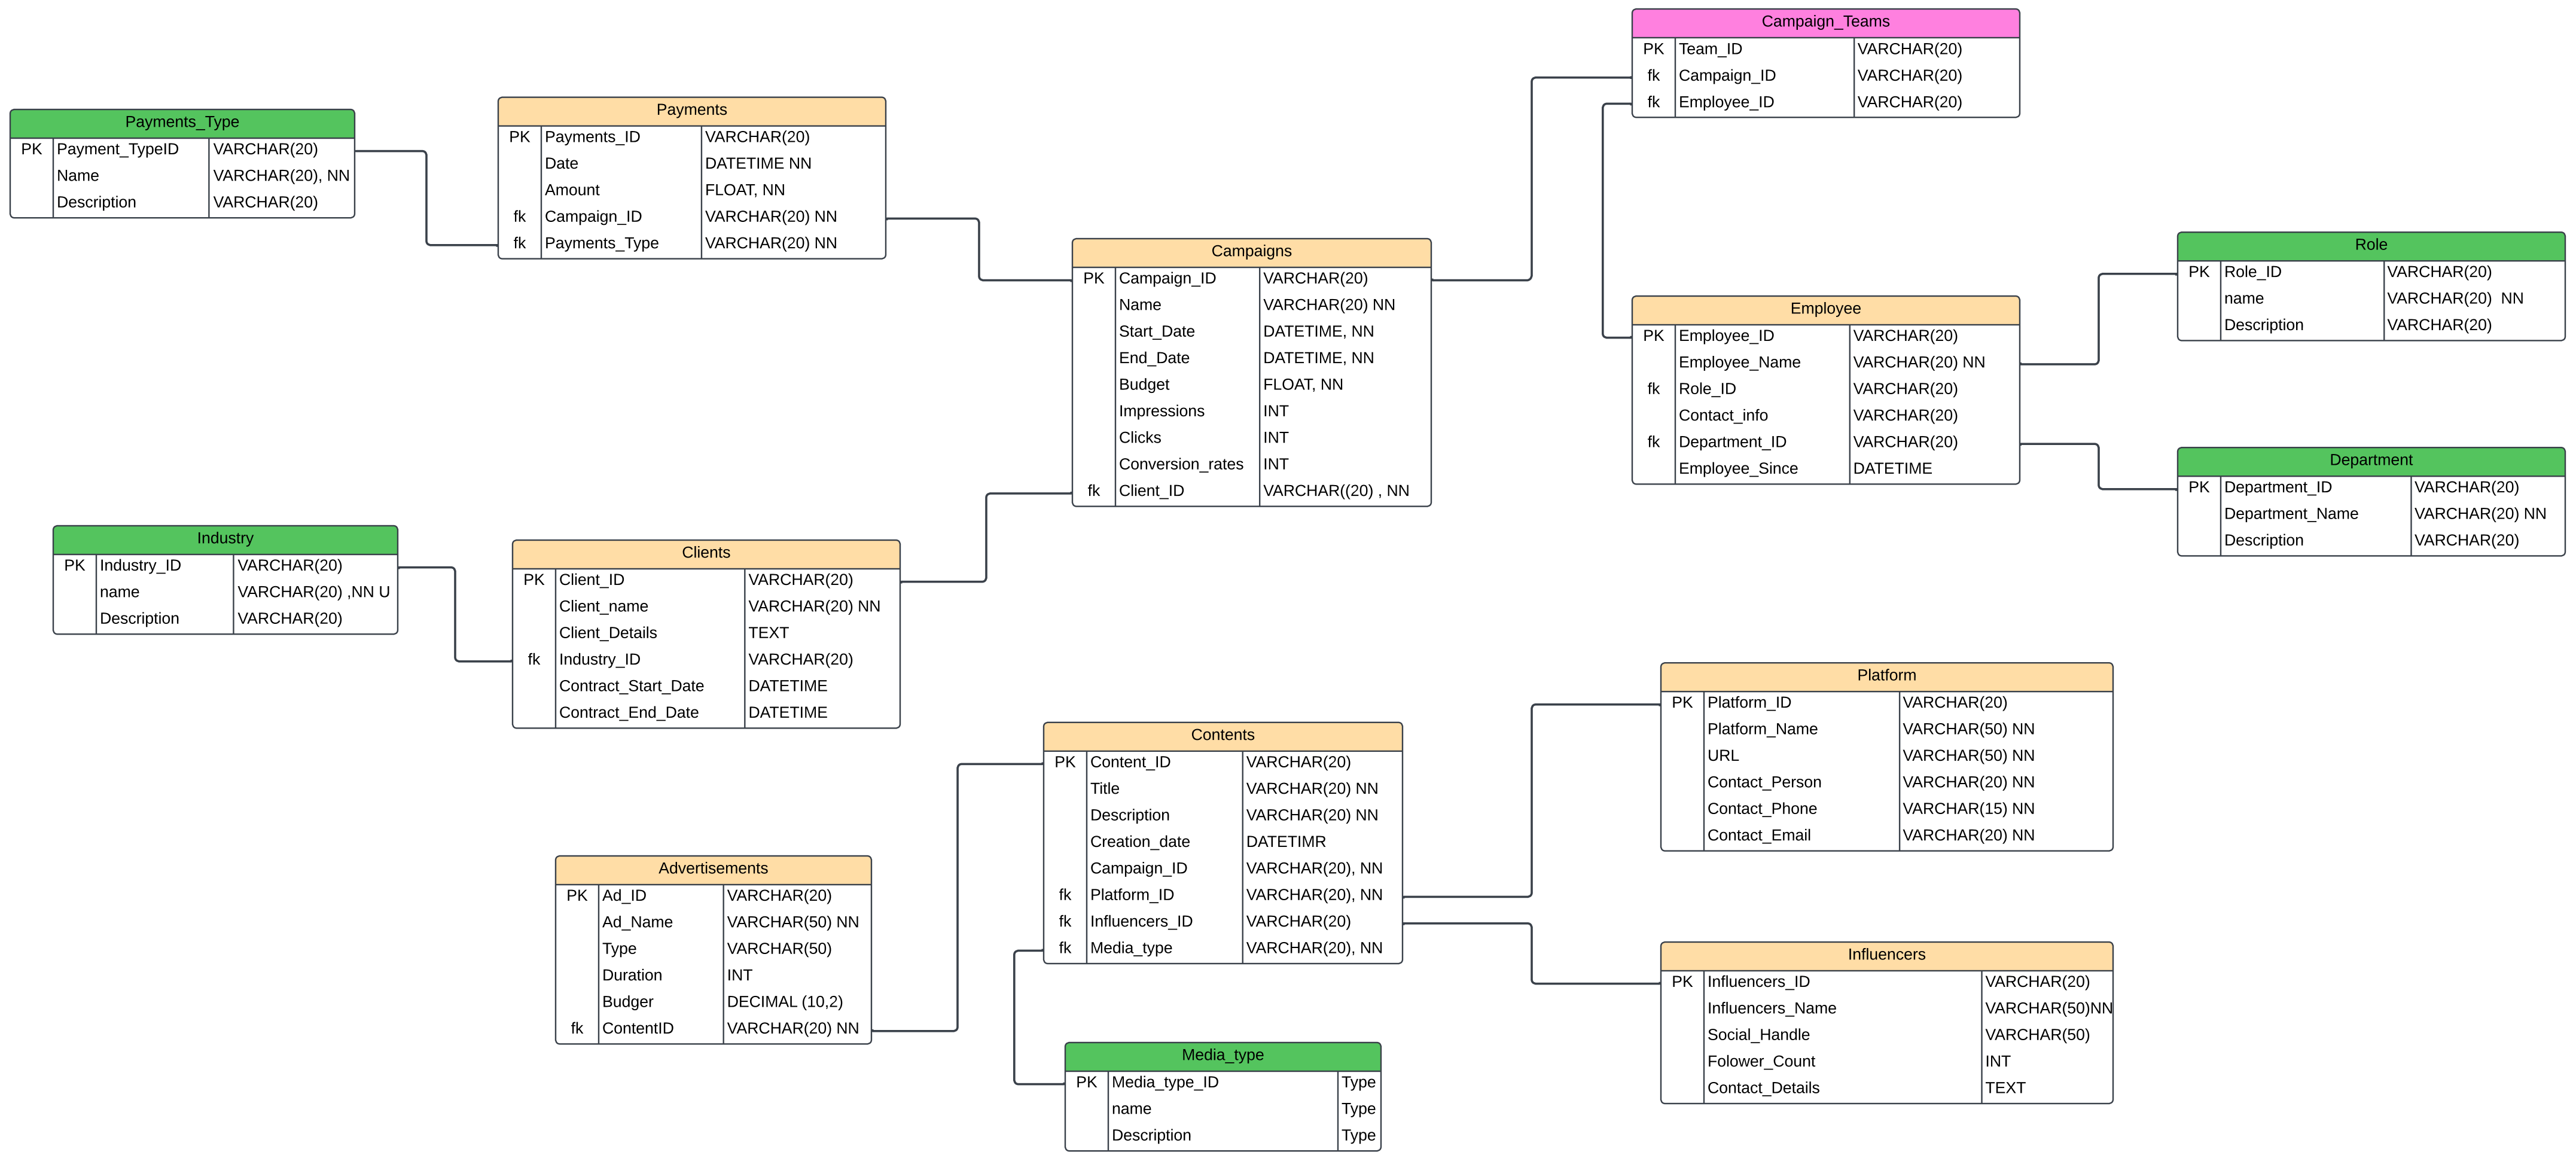 Campaign_Teams
PK Team_ID VARCHAR(20)
fk Campaign_ID VARCHAR(20)
fk Employee_ID VARCHAR(20)
Payments_Type
PK Payment_TypeID VARCHAR(20)
Name VARCHAR(20), NN
Description VARCHAR(20)
Payments
PK Payments_ID VARCHAR(20)
Date DATETIME NN
Amount FLOAT, NN
fk Campaign_ID VARCHAR(20) NN
fk Payments_Type VARCHAR(20) NN
Campaigns
PK Campaign_ID VARCHAR(20)
Name VARCHAR(20) NN
Start_Date DATETIME, NN
End_Date DATETIME, NN
Budget FLOAT, NN
Impressions INT
Clicks INT
Conversion_rates INT
fk Client_ID VARCHAR((20) , NN
Employee
PK Employee_ID VARCHAR(20)
Employee_Name VARCHAR(20) NN
fk Role_ID VARCHAR(20)
Contact_info VARCHAR(20)
fk Department_ID VARCHAR(20)
Employee_Since DATETIME
Role
PK Role_ID VARCHAR(20)
name VARCHAR(20) NN
Description VARCHAR(20)
Department
PK Department_ID VARCHAR(20)
Department_Name VARCHAR(20) NN
Description VARCHAR(20)
Industry
PK Industry_ID VARCHAR(20)
name VARCHAR(20) ,NN U
Description VARCHAR(20)
Clients
PK Client_ID VARCHAR(20)
Client_name VARCHAR(20) NN
Client_Details TEXT
fk Industry_ID VARCHAR(20)
Contract_Start_Date DATETIME
Contract_End_Date DATETIME
Contents
PK Content_ID VARCHAR(20)
Title VARCHAR(20) NN
Description VARCHAR(20) NN
Creation_date DATETIMR
Campaign_ID VARCHAR(20), NN
fk Platform_ID VARCHAR(20), NN
fk Influencers_ID VARCHAR(20)
fk Media_type VARCHAR(20), NN
Platform
PK Platform_ID VARCHAR(20)
Platform_Name VARCHAR(50) NN
URL VARCHAR(50) NN
Contact_Person VARCHAR(20) NN
Contact_Phone VARCHAR(15) NN
Contact_Email VARCHAR(20) NN
Advertisements
PK Ad_ID VARCHAR(20)
Ad_Name VARCHAR(50) NN
Type VARCHAR(50)
Duration INT
Budger DECIMAL (10,2)
fk ContentID VARCHAR(20) NN
Influencers
PK Influencers_ID VARCHAR(20)
Influencers_Name VARCHAR(50)NN
Social_Handle VARCHAR(50)
Folower_Count INT
Contact_Details TEXT
Media_type
PK Media_type_ID Type
name Type
Description Type